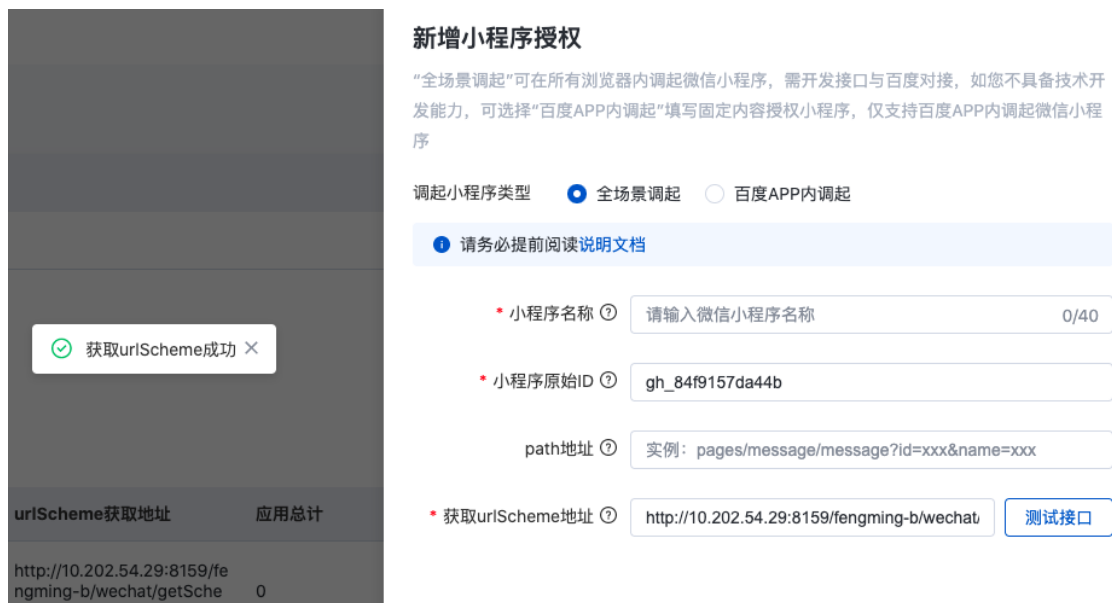 新增小程序授权
“全场景调起”可在所有浏览器内调起微信小程序，需开发接口与百度对接，如您不具备技术开
发能力，可选择“百度APP内调起”填写固定内容授权小程序，仅支持百度APP内调起微信小程
序
调起小程序类型 全场景调起 百度APP内调起
请务必提前阅读说明文档
* 小程序名称 请输入微信小程序名称 0/40
获取urlScheme成功
* 小程序原始ID gh_84f9157da44b
path地址 实例：pages/message/message?id=xxx&name=xxx
urlScheme获取地址 应用总计
* 获取urlScheme地址 http://10.202.54.29:8159/fengming-b/wechat/ 测试接口
http://10.202.54.29:8159/fe
ngming-b/wechat/getSche 0